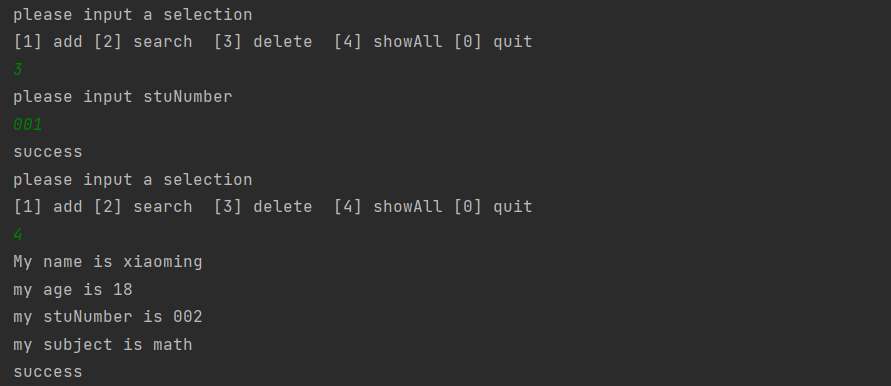 please input a selection
[1] add [2] search  [3] delete  [4] showAll [0] quit
3
please input stuNumber
001
success
please input a selection
[1] add [2] search  [3] delete  [4] showAll [0] quit
4
My name is xiaoming
my age is 18
my stuNumber is 002
my subject is math
success